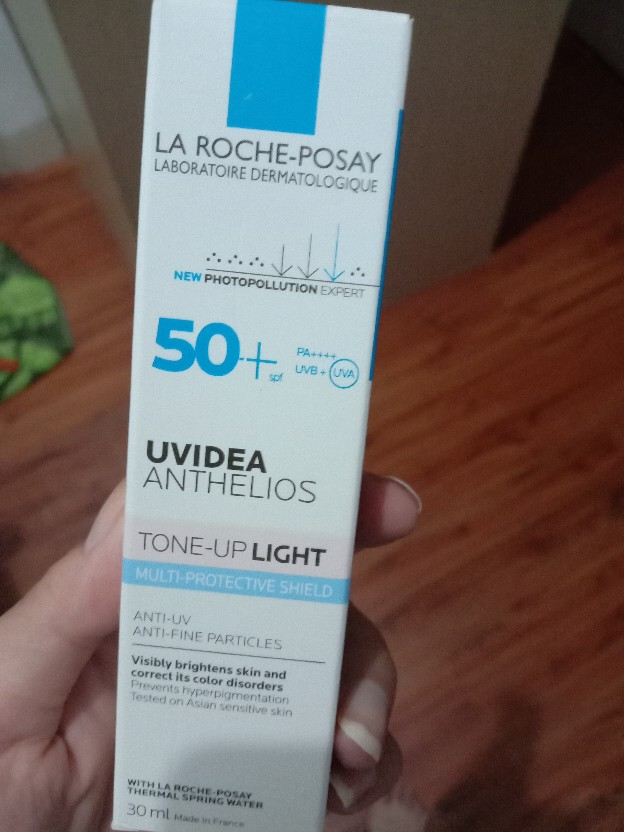 LA ROCHE-POSAY
LABORATOIRE DERMATOLOGIQUE
NEW PHOTOPOLLUTION EXPERT
50+ spf
PA++++
UVB + UVA
UVIDEA
ANTHELIOS
TONE-UP LIGHT
MULTI-PROTECTIVE SHIELD
ANTI-UV
ANTI-FINE PARTICLES
Visibly brightens skin and
correct its color disorders
Prevents hyperpigmentation
Tested on Asian sensitive skin
WITH LA ROCHE-POSAY
THERMAL SPRING WATER
30 ml Made in France